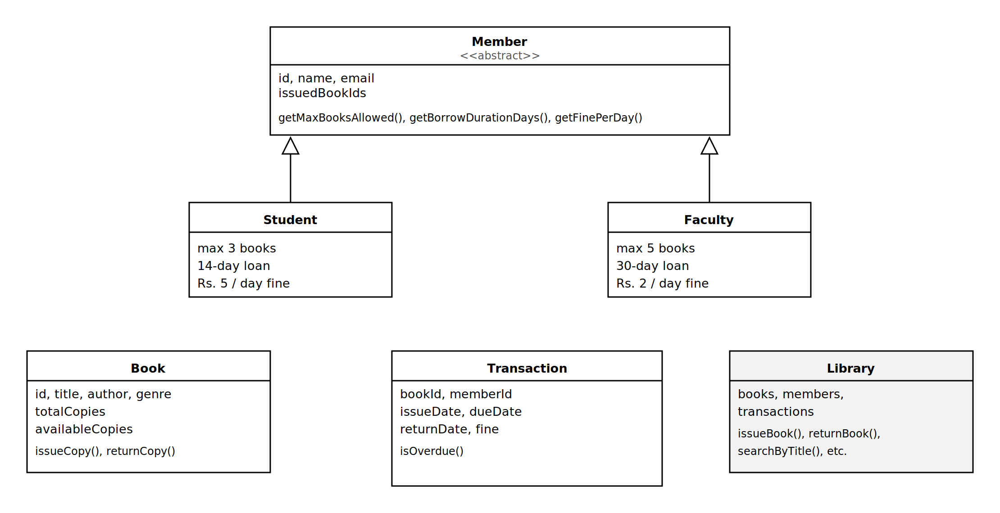 Member
<<abstract>>
id, name, email
issuedBookIds
getMaxBooksAllowed(), getBorrowDurationDays(), getFinePerDay()
Student
max 3 books
14-day loan
Rs. 5 / day fine
Faculty
max 5 books
30-day loan
Rs. 2 / day fine
Book
id, title, author, genre
totalCopies
availableCopies
issueCopy(), returnCopy()
Transaction
bookId, memberId
issueDate, dueDate
returnDate, fine
isOverdue()
Library
books, members,
transactions
issueBook(), returnBook(),
searchByTitle(), etc.